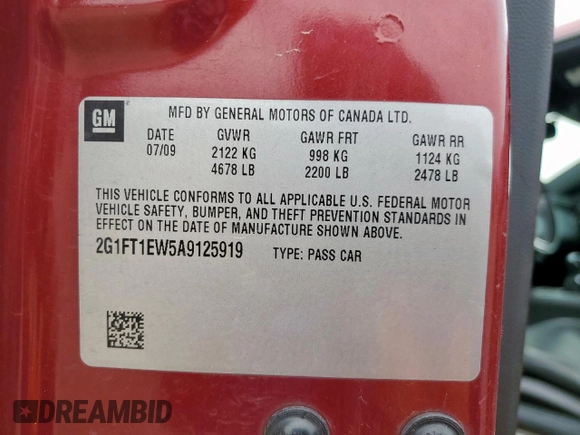 GM
MFD BY GENERAL MOTORS OF CANADA LTD.
DATE GVWR GAWR FRT GAWR RR
07/09 2122 KG 998 KG 1124 KG
4678 LB 2200 LB 2478 LB
THIS VEHICLE CONFORMS TO ALL APPLICABLE U.S. FEDERAL MOTOR
VEHICLE SAFETY, BUMPER, AND THEFT PREVENTION STANDARDS IN
EFFECT ON THE DATE OF MANUFACTURE SHOWN ABOVE.
2G1FT1EW5A9125919 TYPE: PASS CAR
DREAMBID